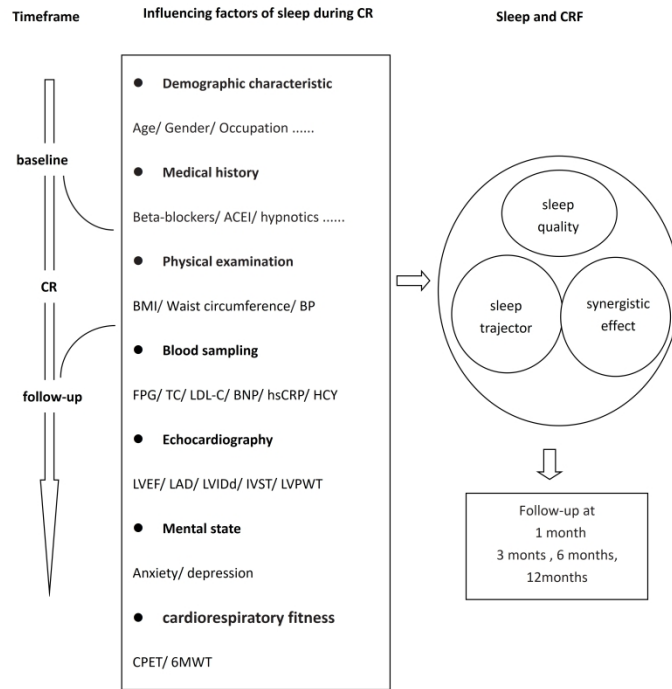 Timeframe
Influencing factors of sleep during CR
Sleep and CRF
baseline
CR
follow-up
● Demographic characteristic
Age/ Gender/ Occupation ......
● Medical history
Beta-blockers/ ACEI/ hypnotics ......
● Physical examination
BMI/ Waist circumference/ BP
● Blood sampling
FPG/ TC/ LDL-C/ BNP/ hsCRP/ HCY
● Echocardiography
LVEF/ LAD/ LVIDd/ IVST/ LVPWT
● Mental state
Anxiety/ depression
● cardiorespiratory fitness
CPET/ 6MWT
sleep
quality
sleep
trajector
synergistic
effect
Follow-up at
1 month
3 monts , 6 months,
12months